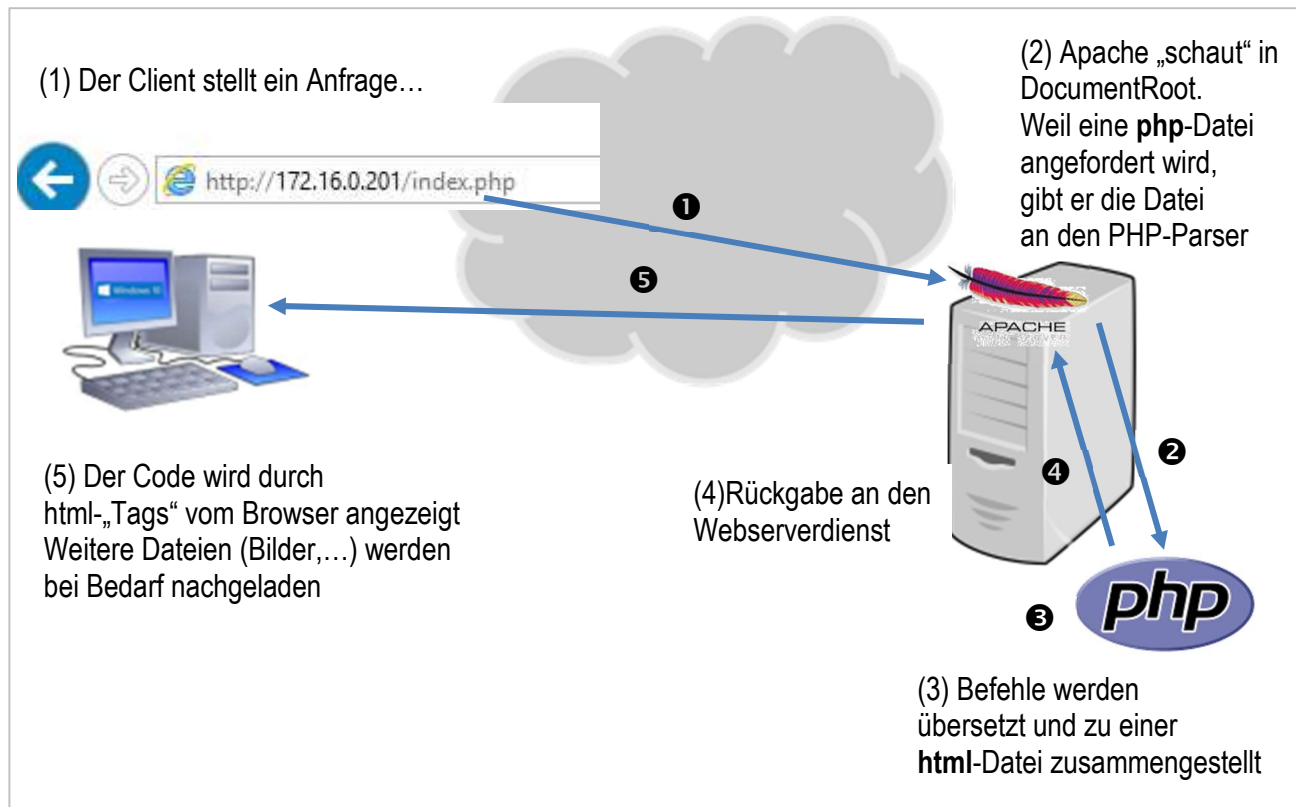 (1) Der Client stellt ein Anfrage…
http://172.16.0.201/index.php
Windows 10
(5) Der Code wird durch
html-„Tags“ vom Browser angezeigt
Weitere Dateien (Bilder,…) werden
bei Bedarf nachgeladen
❶
❺
(2) Apache „schaut“ in
DocumentRoot.
Weil eine php-Datei
angefordert wird,
gibt er die Datei
an den PHP-Parser
APACHE
❷
❹
(4)Rückgabe an den
Webserverdienst
php
❸
(3) Befehle werden
übersetzt und zu einer
html-Datei zusammengestellt